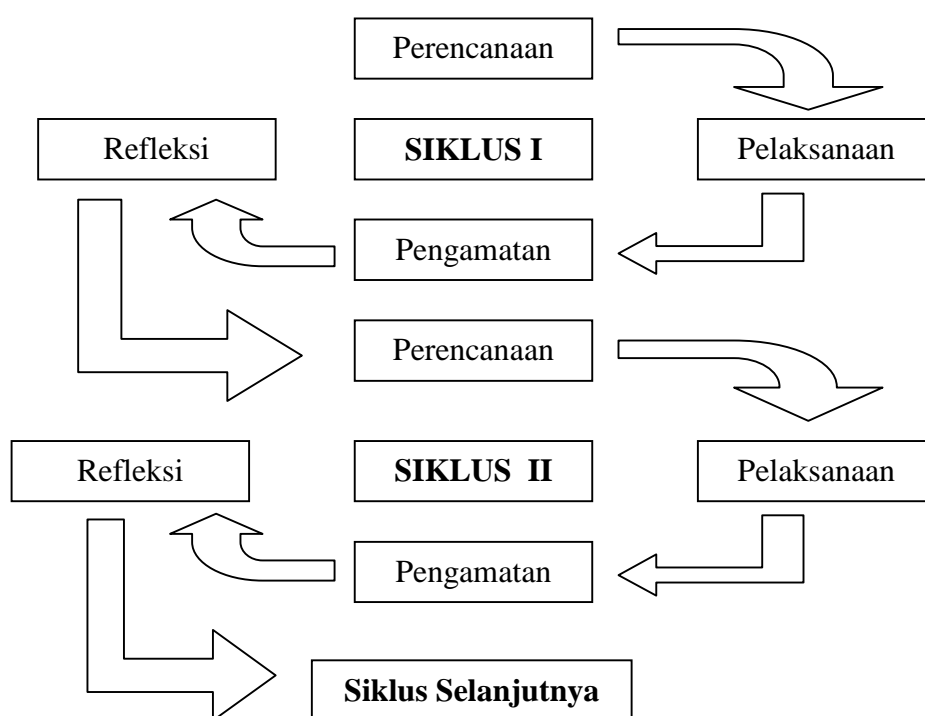 Perencanaan
Refleksi
SIKLUS I
Pelaksanaan
Pengamatan
Perencanaan
Refleksi
SIKLUS II
Pelaksanaan
Pengamatan
Siklus Selanjutnya